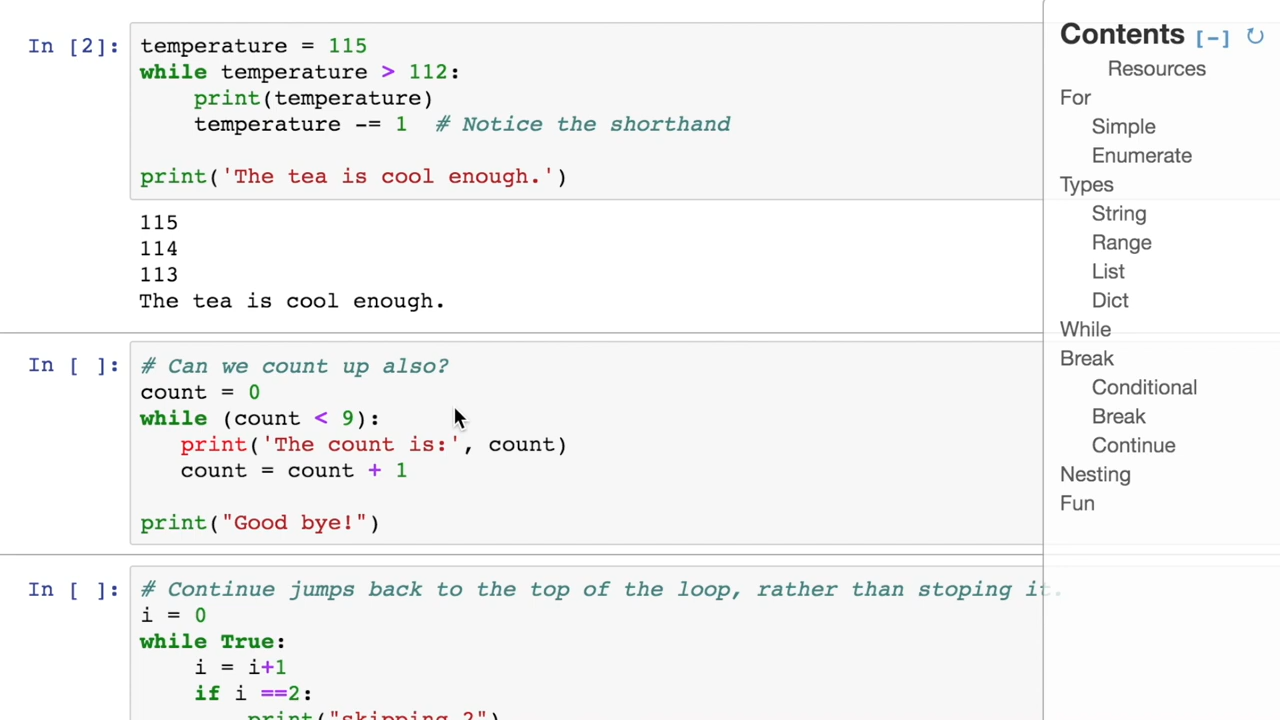 In [2]:
temperature = 115
while temperature > 112:
    print(temperature)
    temperature -= 1  # Notice the shorthand
print('The tea is cool enough.')
115
114
113
The tea is cool enough.
In [ ]:
# Can we count up also?
count = 0
while (count < 9):
   print('The count is:', count)
   count = count + 1
print("Good bye!")
In [ ]:
# Continue jumps back to the top of the loop, rather than stoping it.
i = 0
while True:
    i = i+1
    if i ==2:
        print("skipping 2")
Contents [-] ↻
Resources
For
Simple
Enumerate
Types
String
Range
List
Dict
While
Break
Conditional
Break
Continue
Nesting
Fun